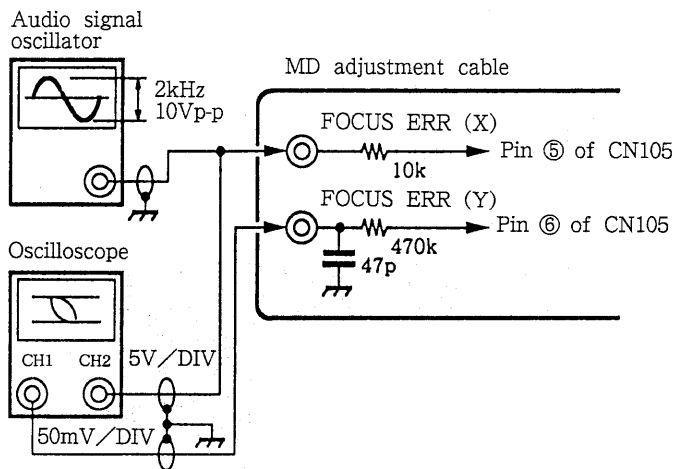 Audio signal
oscillator
2kHz
10Vp-p
MD adjustment cable
FOCUS ERR (X)
10k
Pin ⑤ of CN105
FOCUS ERR (Y)
470k
47p
Pin ⑥ of CN105
Oscilloscope
CH1 CH2
5V/DIV
50mV/DIV